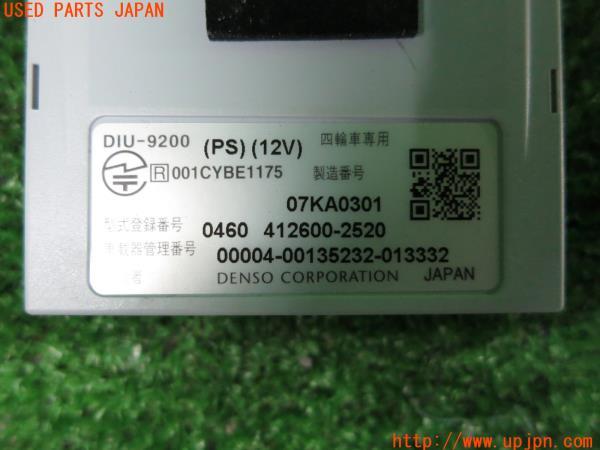 USED PARTS JAPAN
DIU-9200 (PS) (12V) 四輪車専用
R 001CYBE1175 製造番号
07KA0301
型式登録番号 0460 412600-2520
車載器管理番号 00004-00135232-013332
者 DENSO CORPORATION JAPAN
http://www.upjpn.com